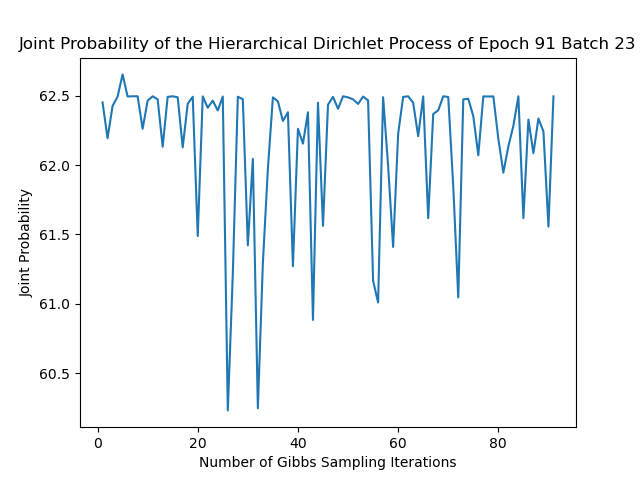 Joint Probability of the Hierarchical Dirichlet Process of Epoch 91 Batch 23
Joint Probability
62.5
62.0
61.5
61.0
60.5
0 20 40 60 80
Number of Gibbs Sampling Iterations